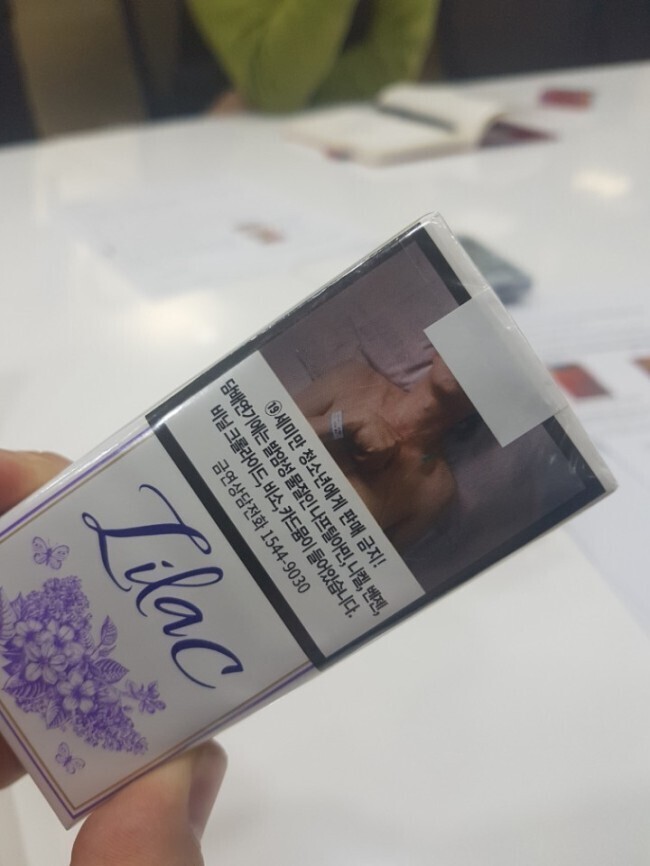 ⑲세미만 청소년에게 판매 금지!
담배연기에는 발암성 물질인 나프틸아민, 니켈, 벤젠,
비닐 크롤라이드, 비소, 카드뮴이 들어있습니다.
금연상담전화 1544-9030
Lilac